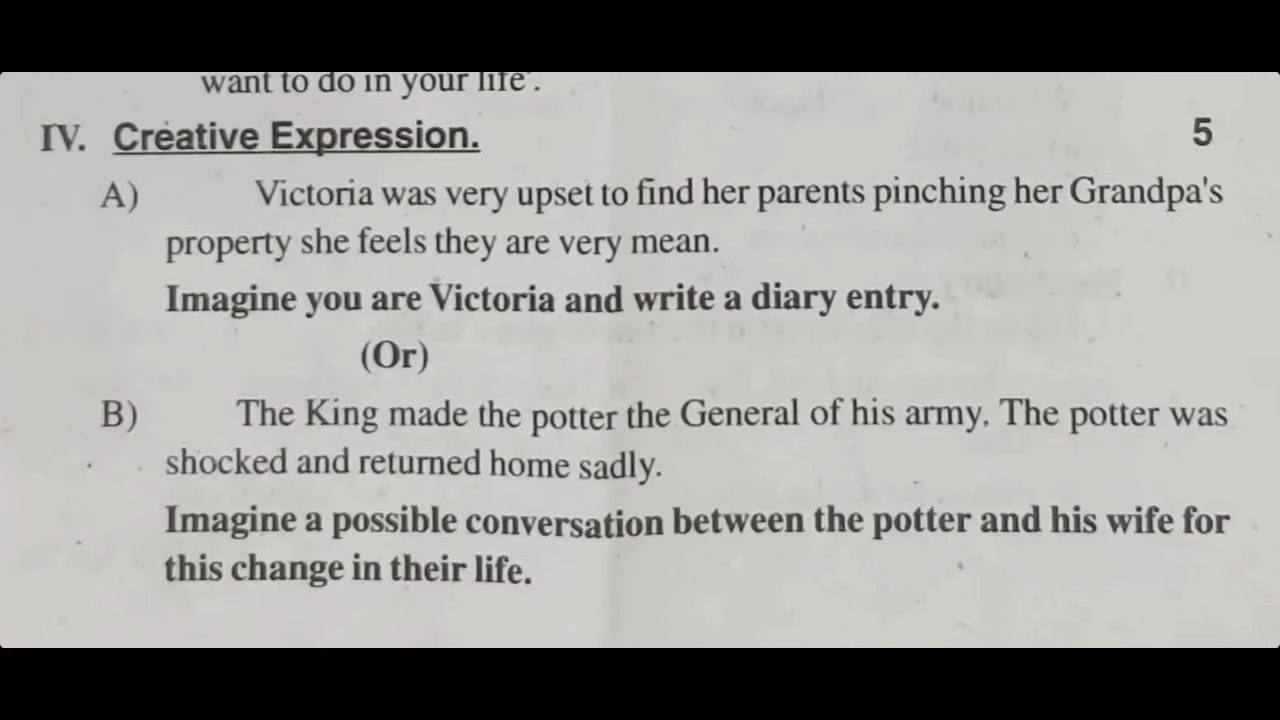 want to do in your life'.
IV. Creative Expression. 5
A) Victoria was very upset to find her parents pinching her Grandpa's
property she feels they are very mean.
Imagine you are Victoria and write a diary entry.
(Or)
B) The King made the potter the General of his army. The potter was
shocked and returned home sadly.
Imagine a possible conversation between the potter and his wife for
this change in their life.